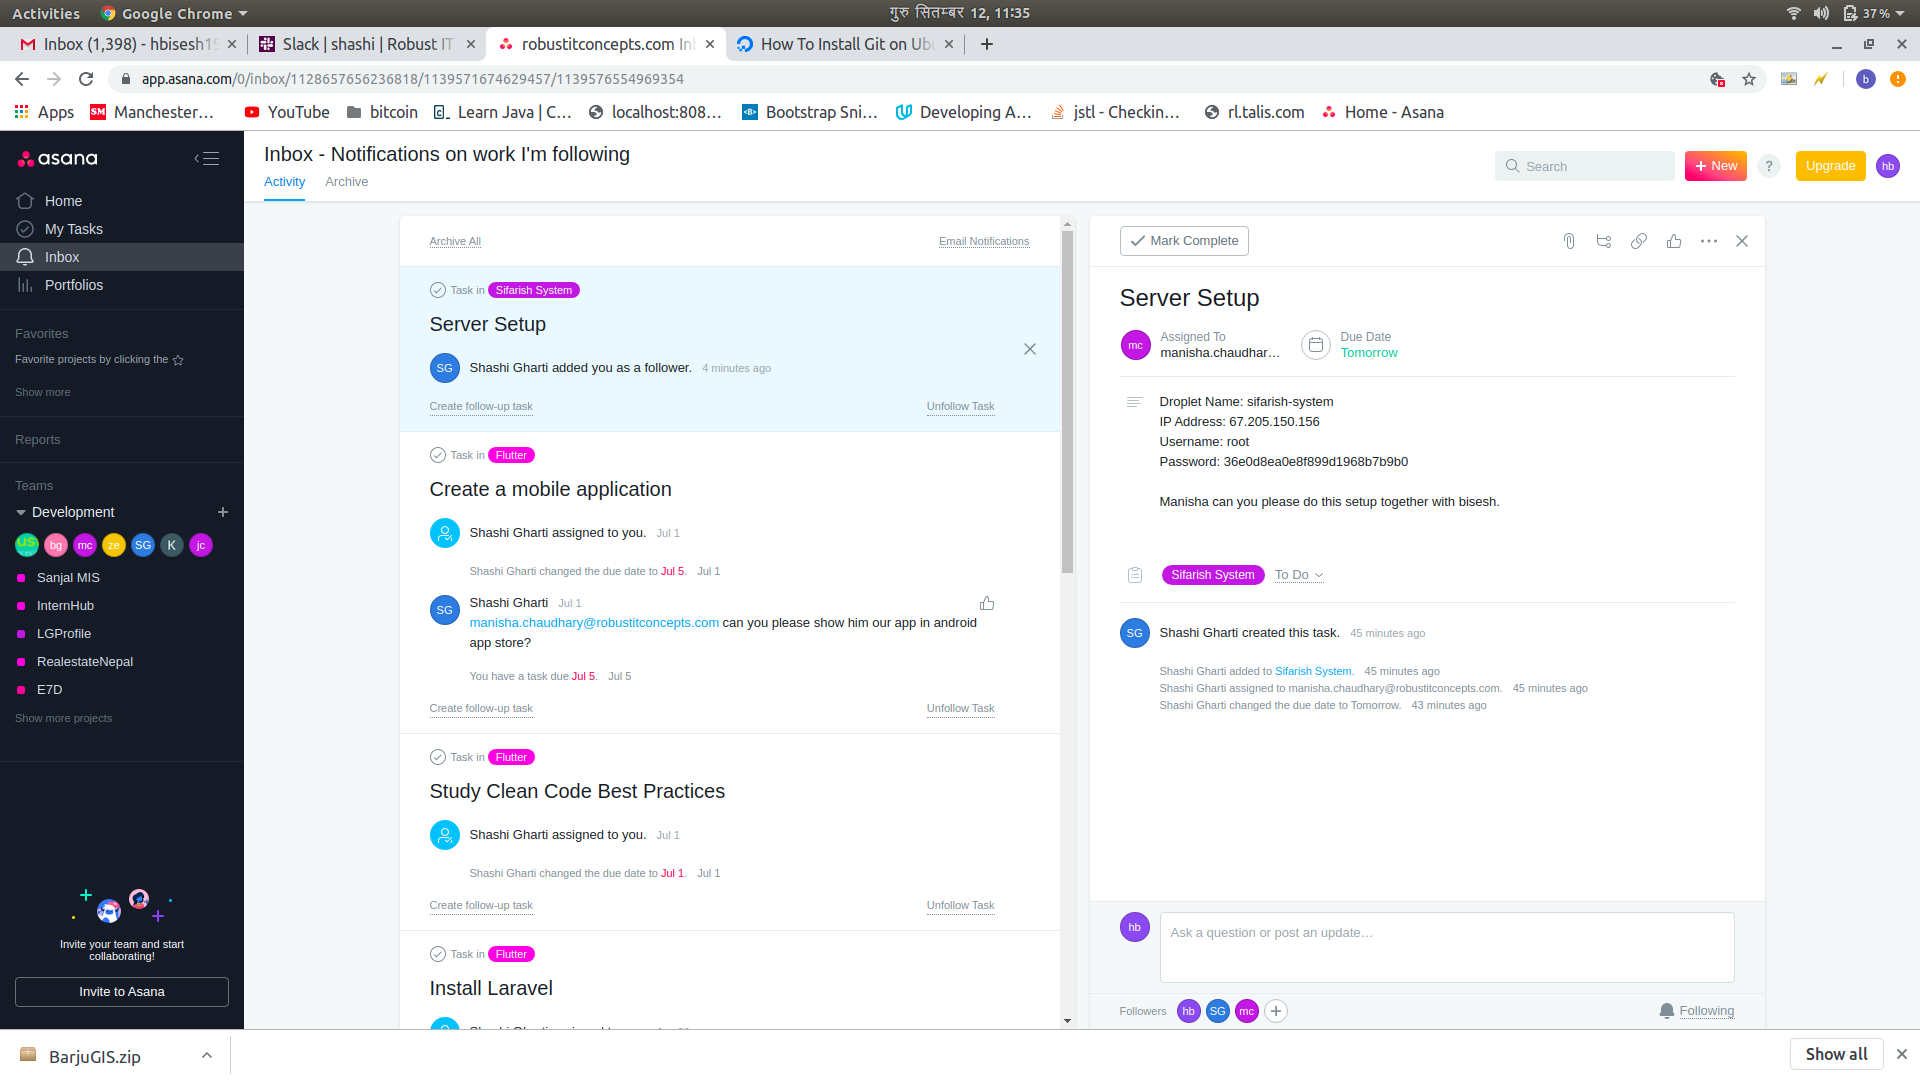 Activities
Google Chrome
गुरु सितम्बर 12, 11:35
37 %
Inbox (1,398) - hbisesh19
Slack | shashi | Robust IT
robustitconcepts.com Inb
How To Install Git on Ubu
app.asana.com/0/inbox/1128657656236818/1139571674629457/1139576554969354
b
Apps
SM
Manchester...
YouTube
bitcoin
Learn Java | C...
localhost:808...
Bootstrap Sni...
Developing A...
jstl - Checkin...
rl.talis.com
Home - Asana
asana
Home
My Tasks
Inbox
Portfolios
Favorites
Favorite projects by clicking the
Show more
Reports
Teams
Development
bg
mc
ze
SG
K
jc
Sanjal MIS
InternHub
LGProfile
RealestateNepal
E7D
Show more projects
Invite your team and start
collaborating!
Invite to Asana
Inbox - Notifications on work I'm following
Activity
Archive
Search
+ New
?
Upgrade
hb
Archive All
Email Notifications
Task in Sifarish System
Server Setup
SG
Shashi Gharti added you as a follower. 4 minutes ago
Create follow-up task
Unfollow Task
Task in Flutter
Create a mobile application
Shashi Gharti assigned to you. Jul 1
Shashi Gharti changed the due date to Jul 5. Jul 1
SG
Shashi Gharti Jul 1
manisha.chaudhary@robustitconcepts.com can you please show him our app in android
app store?
You have a task due Jul 5. Jul 5
Create follow-up task
Unfollow Task
Task in Flutter
Study Clean Code Best Practices
Shashi Gharti assigned to you. Jul 1
Shashi Gharti changed the due date to Jul 1. Jul 1
Create follow-up task
Unfollow Task
Task in Flutter
Install Laravel
Mark Complete
Server Setup
mc
Assigned To
manisha.chaudhar...
Due Date
Tomorrow
Droplet Name: sifarish-system
IP Address: 67.205.150.156
Username: root
Password: 36e0d8ea0e8f899d1968b7b9b0
Manisha can you please do this setup together with bisesh.
Sifarish System
To Do
SG
Shashi Gharti created this task. 45 minutes ago
Shashi Gharti added to Sifarish System. 45 minutes ago
Shashi Gharti assigned to manisha.chaudhary@robustitconcepts.com. 45 minutes ago
Shashi Gharti changed the due date to Tomorrow. 43 minutes ago
hb
Ask a question or post an update...
Followers
hb
SG
mc
Following
BarjuGIS.zip
Show all